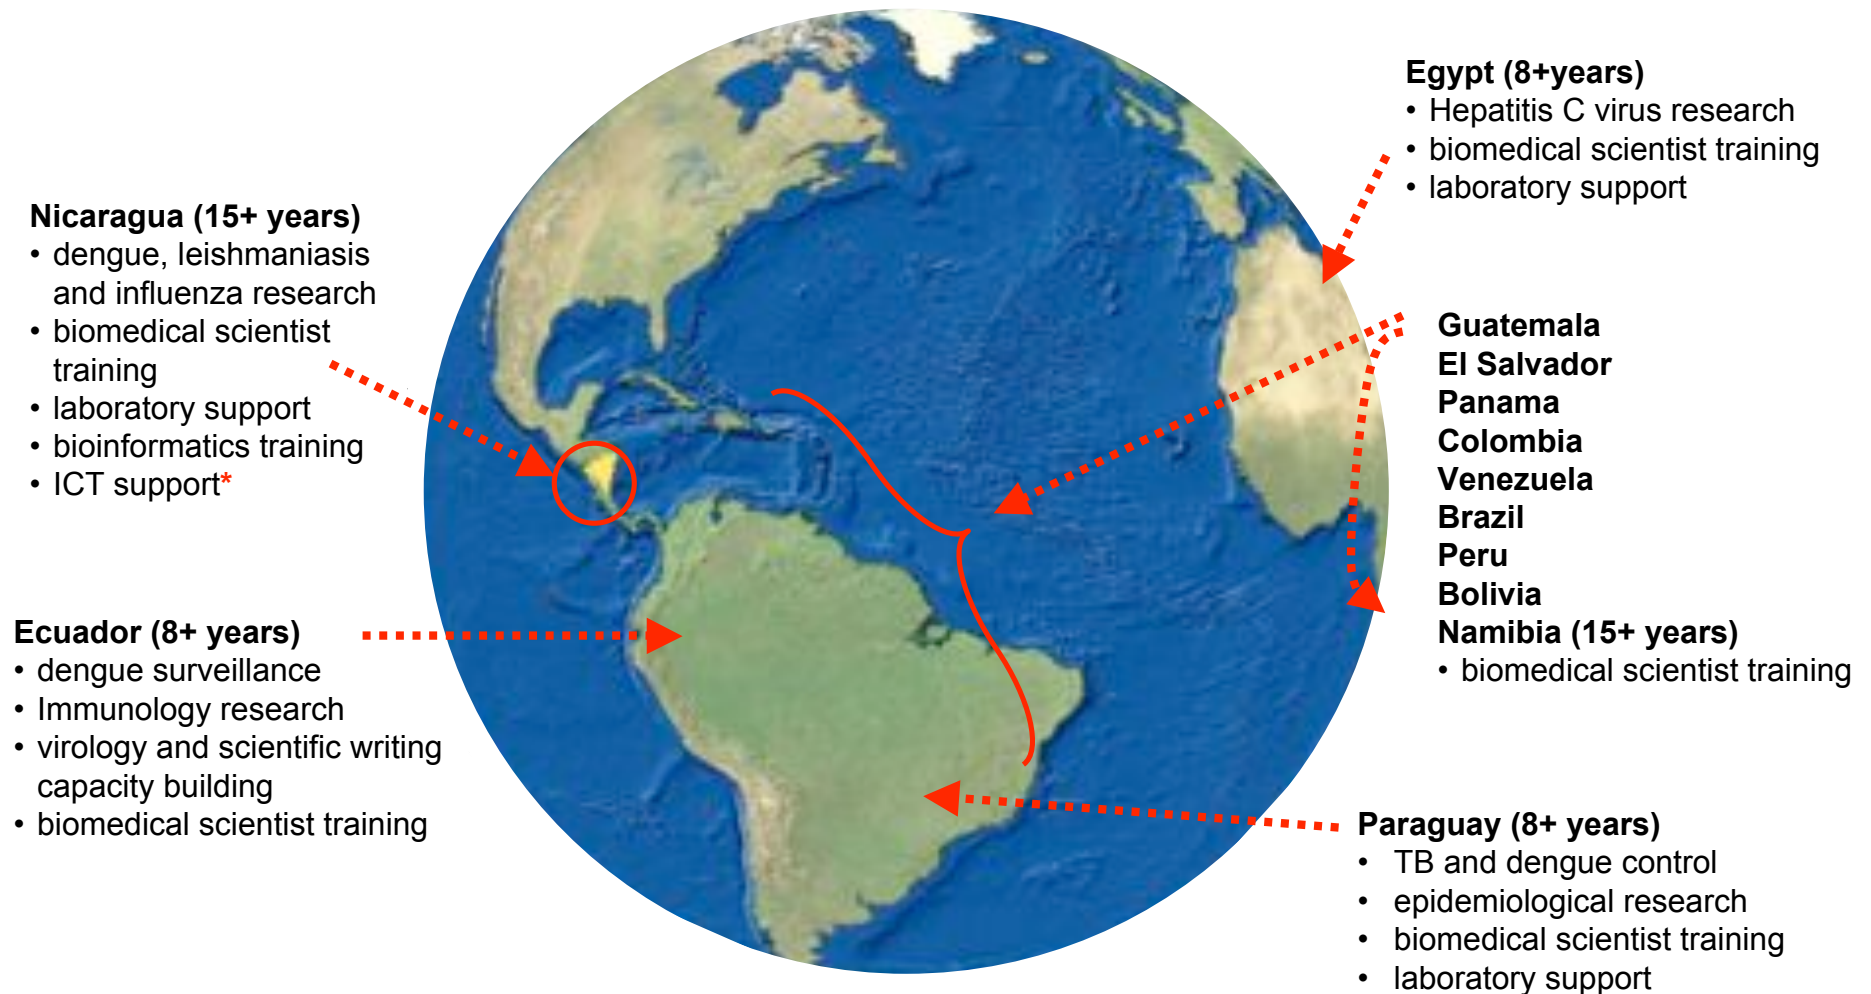 Nicaragua (15+ years)
• dengue, leishmaniasis
and influenza research
• biomedical scientist
training
• laboratory support
• bioinformatics training
• ICT support*
Ecuador (8+ years)
• dengue surveillance
• Immunology research
• virology and scientific writing
capacity building
• biomedical scientist training
Egypt (8+years)
• Hepatitis C virus research
• biomedical scientist training
• laboratory support
Guatemala
El Salvador
Panama
Colombia
Venezuela
Brazil
Peru
Bolivia
Namibia (15+ years)
• biomedical scientist training
Paraguay (8+ years)
• TB and dengue control
• epidemiological research
• biomedical scientist training
• laboratory support